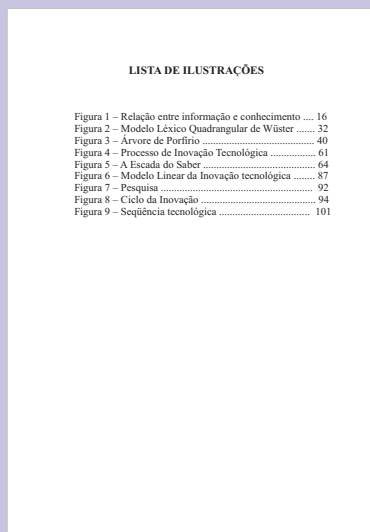 LISTA DE ILUSTRAÇÕES
Figura 1 – Relação entre informação e conhecimento .... 16
Figura 2 – Modelo Léxico Quadrangular de Wüster ....... 32
Figura 3 – Árvore de Porfírio .......................................... 40
Figura 4 – Processo de Inovação Tecnológica ................. 61
Figura 5 – A Escada do Saber .......................................... 64
Figura 6 – Modelo Linear da Inovação tecnológica ........ 87
Figura 7 – Pesquisa ......................................................... 92
Figura 8 – Ciclo da Inovação ........................................... 94
Figura 9 – Seqüência tecnológica .................................. 101